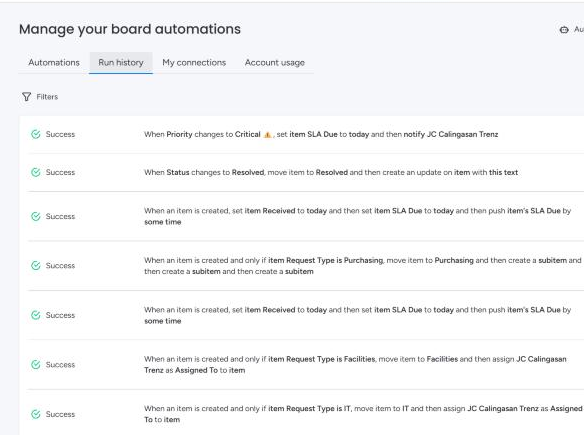 Manage your board automations
Au
Automations Run history My connections Account usage
Filters
Success When Priority changes to Critical ⚠️, set item SLA Due to today and then notify JC Calingasan Trenz
Success When Status changes to Resolved, move item to Resolved and then create an update on item with this text
Success When an item is created, set item Received to today and then set item SLA Due to today and then push item's SLA Due by
some time
Success When an item is created and only if item Request Type is Purchasing, move item to Purchasing and then create a subitem and
then create a subitem and then create a subitem
Success When an item is created, set item Received to today and then set item SLA Due to today and then push item's SLA Due by
some time
Success When an item is created and only if item Request Type is Facilities, move item to Facilities and then assign JC Calingasan
Trenz as Assigned To to item
Success When an item is created and only if item Request Type is IT, move item to IT and then assign JC Calingasan Trenz as Assigned
To to item